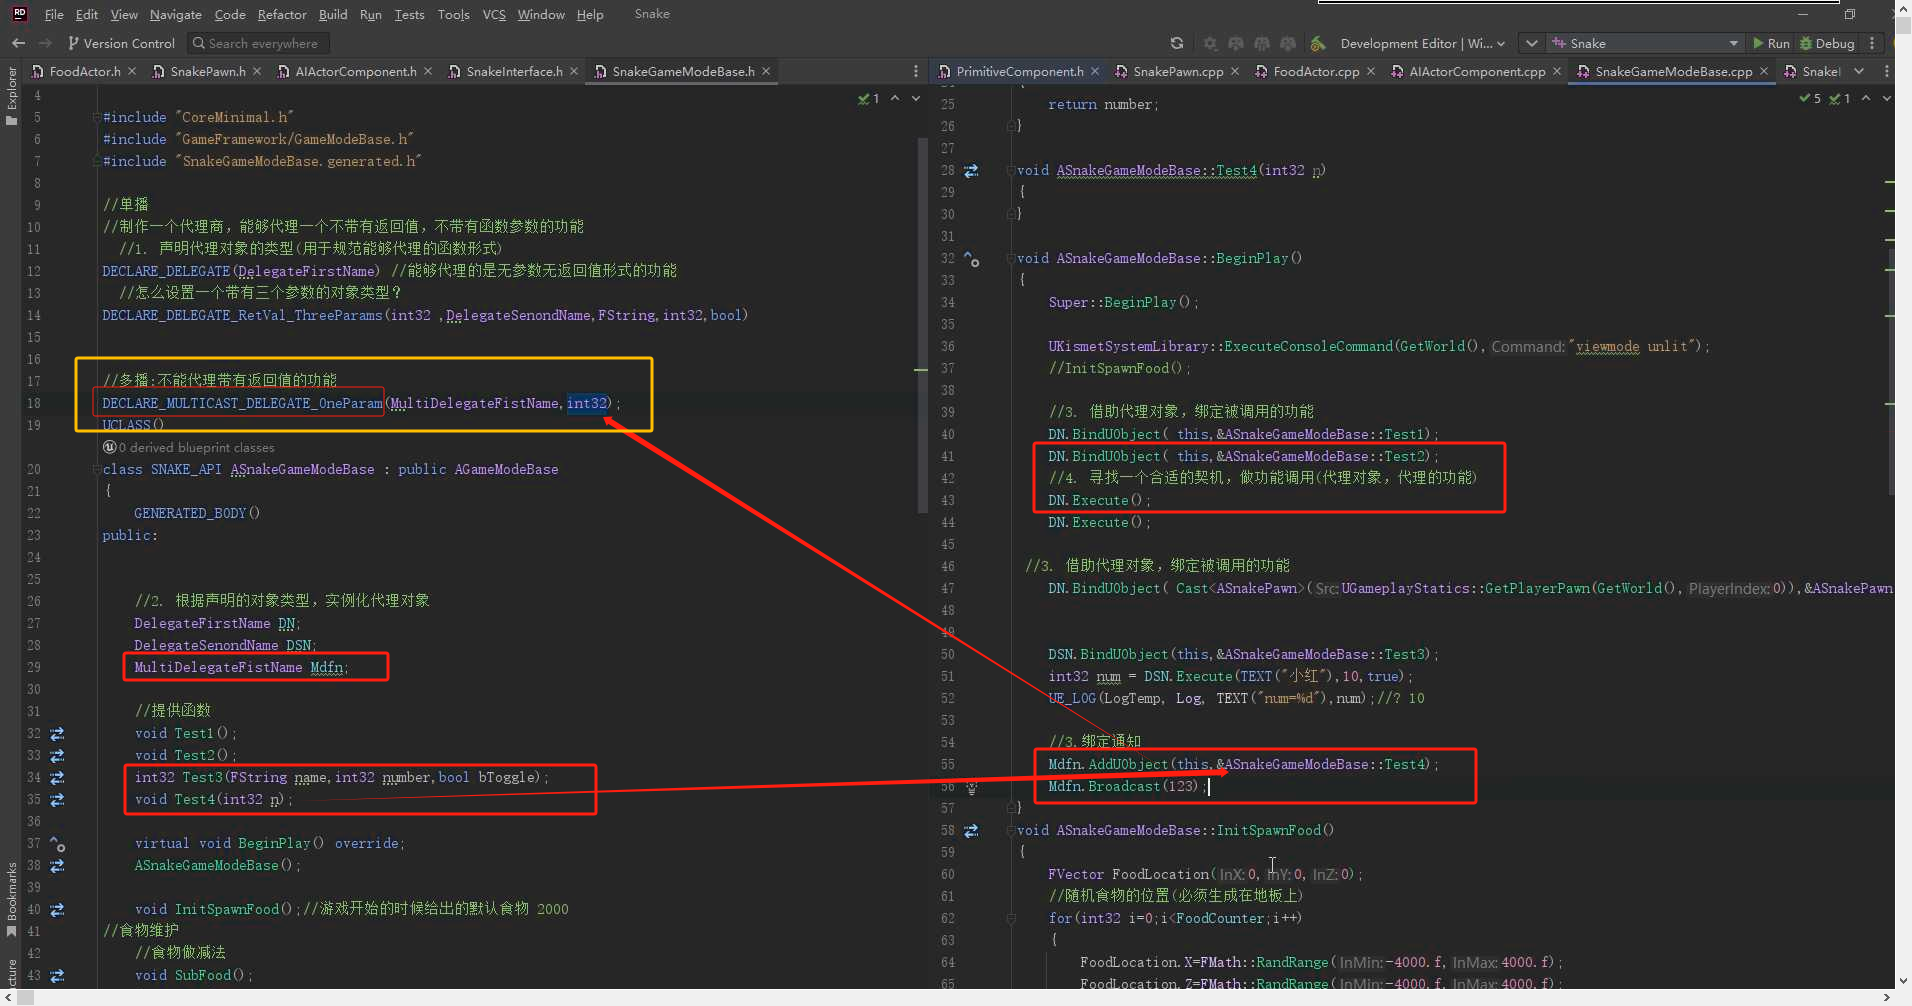 RD File Edit View Navigate Code Refactor Build Run Tests Tools VCS Window Help Snake
Version Control Search everywhere Development Editor | Wi... Snake Run Debug
FoodActor.h SnakePawn.h AIActorComponent.h SnakeInterface.h SnakeGameModeBase.h
PrimitiveComponent.h SnakePawn.cpp FoodActor.cpp AIActorComponent.cpp SnakeGameModeBase.cpp SnakeI
Explorer
Bookmarks
cture
1
4
5 #include "CoreMinimal.h"
6 #include "GameFramework/GameModeBase.h"
7 #include "SnakeGameModeBase.generated.h"
8
9 //单播
10 //制作一个代理商，能够代理一个不带有返回值，不带有函数参数的功能
11 //1. 声明代理对象的类型(用于规范能够代理的函数形式)
12 DECLARE_DELEGATE(DelegateFirstName) //能够代理的是无参数无返回值形式的功能
13 //怎么设置一个带有三个参数的对象类型？
14 DECLARE_DELEGATE_RetVal_ThreeParams(int32 ,DelegateSenondName,FString,int32,bool)
15
16
17 //多播:不能代理带有返回值的功能
18 DECLARE_MULTICAST_DELEGATE_OneParam(MultiDelegateFistName,int32);
19 UCLASS()
0 derived blueprint classes
20 class SNAKE_API ASnakeGameModeBase : public AGameModeBase
21 {
22 GENERATED_BODY()
23 public:
24
25
26 //2. 根据声明的对象类型，实例化代理对象
27 DelegateFirstName DN;
28 DelegateSenondName DSN;
29 MultiDelegateFistName Mdfn;
30
31 //提供函数
32 void Test1();
33 void Test2();
34 int32 Test3(FString name,int32 number,bool bToggle);
35 void Test4(int32 n);
36
37 virtual void BeginPlay() override;
38 ASnakeGameModeBase();
39
40 void InitSpawnFood();//游戏开始的时候给出的默认食物 2000
41 //食物维护
42 //食物做减法
43 void SubFood();
5 1
{
25 return number;
26 }
27
28 void ASnakeGameModeBase::Test4(int32 n)
29 {
30 }
31
32 void ASnakeGameModeBase::BeginPlay()
33 {
34 Super::BeginPlay();
35
36 UKismetSystemLibrary::ExecuteConsoleCommand(GetWorld(), Command: "viewmode unlit");
37 //InitSpawnFood();
38
39 //3. 借助代理对象，绑定被调用的功能
40 DN.BindUObject( this,&ASnakeGameModeBase::Test1);
41 DN.BindUObject( this,&ASnakeGameModeBase::Test2);
42 //4. 寻找一个合适的契机，做功能调用(代理对象，代理的功能)
43 DN.Execute();
44 DN.Execute();
45
46 //3. 借助代理对象，绑定被调用的功能
47 DN.BindUObject( Cast<ASnakePawn>( Src: UGameplayStatics::GetPlayerPawn(GetWorld(), PlayerIndex: 0)),&ASnakePawn
48
49
50 DSN.BindUObject(this,&ASnakeGameModeBase::Test3);
51 int32 num = DSN.Execute(TEXT("小红"),10,true);
52 UE_LOG(LogTemp, Log, TEXT("num=%d"),num);//? 10
53
54 //3.绑定通知
55 Mdfn.AddUObject(this,&ASnakeGameModeBase::Test4);
56 Mdfn.Broadcast(123);
57 }
58 void ASnakeGameModeBase::InitSpawnFood()
59 {
60 FVector FoodLocation( InX: 0, InY: 0, InZ: 0);
61 //随机食物的位置(必须生成在地板上)
62 for(int32 i=0;i<FoodCounter;i++)
63 {
64 FoodLocation.X=FMath::RandRange( InMin: -4000.f, InMax: 4000.f);
65 FoodLocation.Z=FMath::RandRange( InMin: -4000.f, InMax: 4000.f);